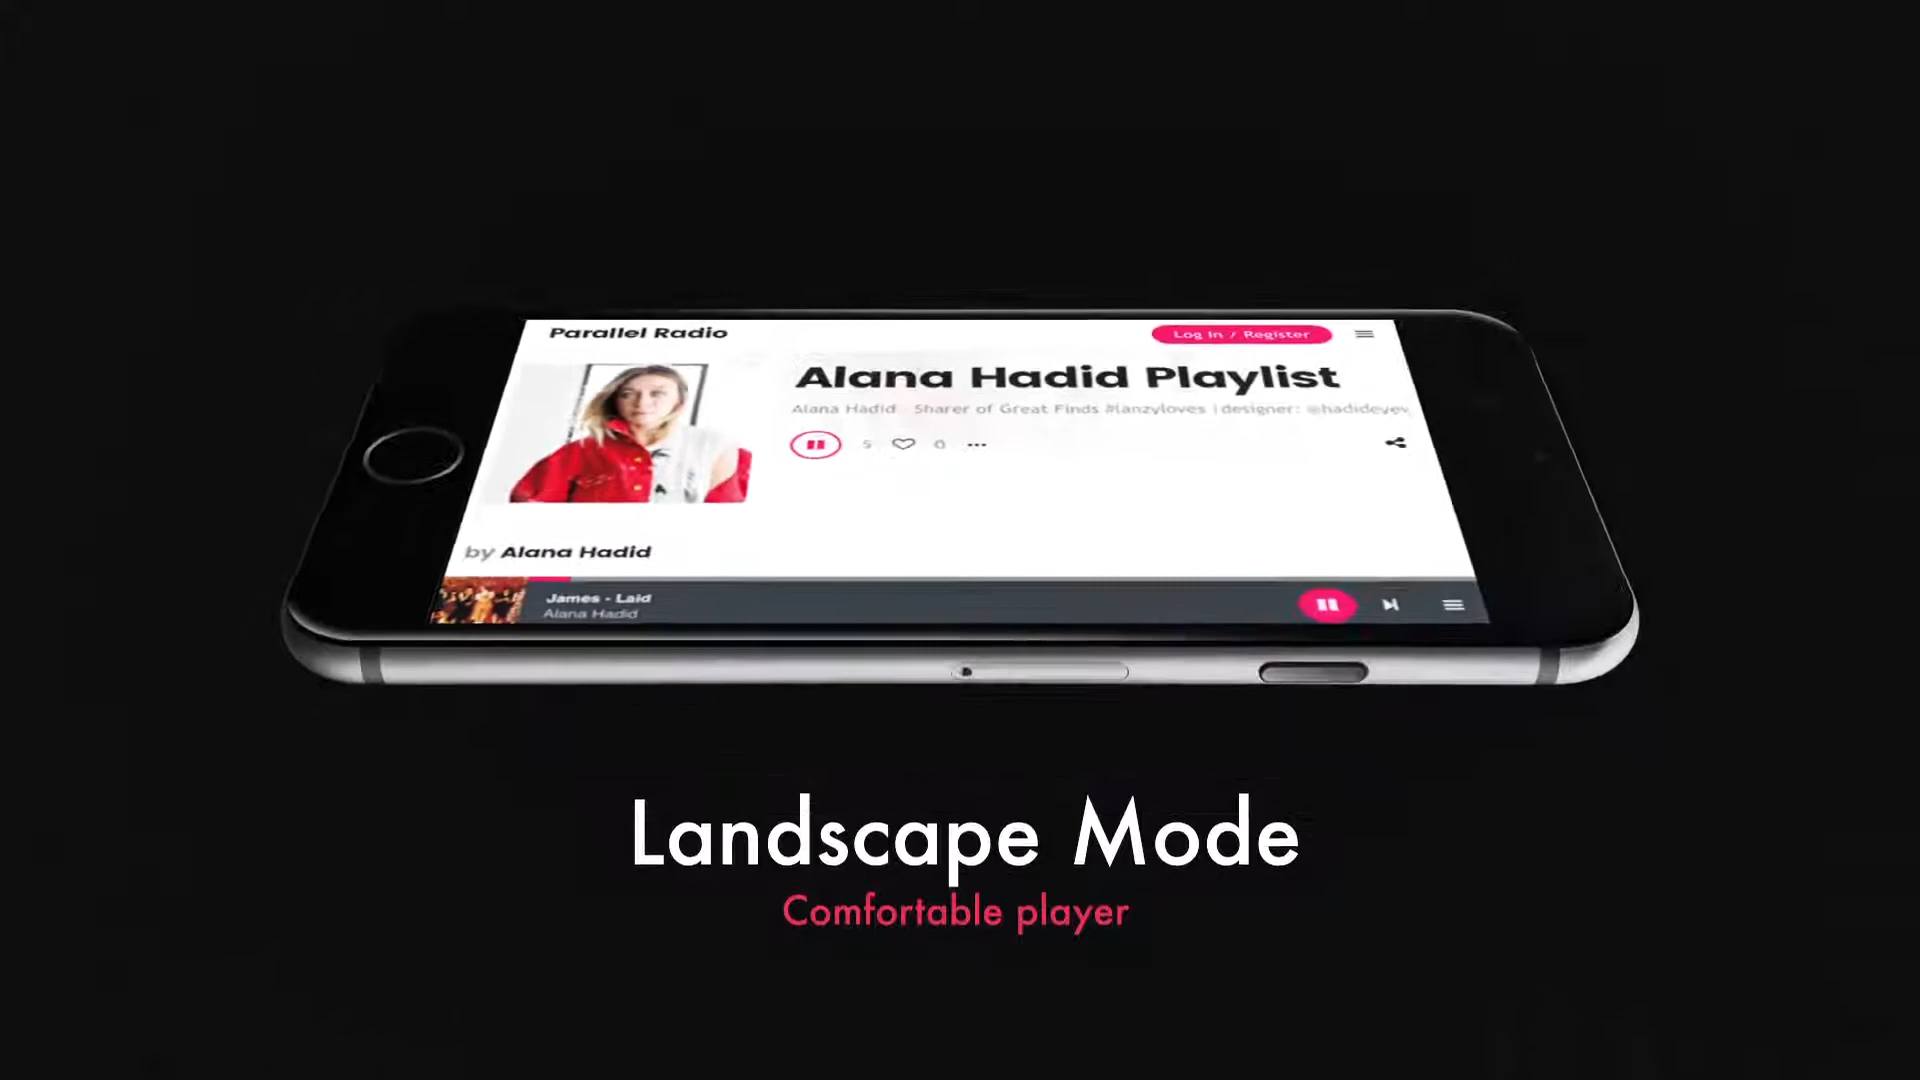 Parallel Radio
Log In / Register
Alana Hadid Playlist
Alana Hadid - Sharer of Great Finds #lanzyloves | designer:
5
0
by Alana Hadid
James - Laid
Alana Hadid
Landscape Mode
Comfortable player